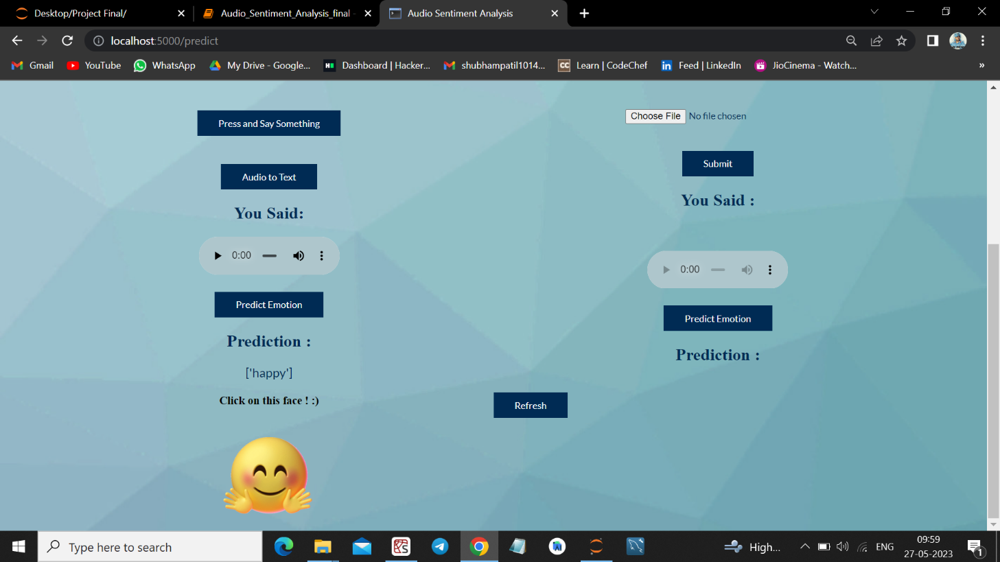 Desktop/Project Final/
Audio_Sentiment_Analysis_final
Audio Sentiment Analysis
localhost:5000/predict
Gmail
YouTube
WhatsApp
My Drive - Google...
Dashboard | Hacker...
shubhampatil1014...
CC
Learn | CodeChef
in
Feed | LinkedIn
JioCinema - Watch...
»
Press and Say Something
Audio to Text
You Said:
0:00
Predict Emotion
Prediction :
['happy']
Click on this face ! :)
Choose File No file chosen
Submit
You Said :
0:00
Predict Emotion
Prediction :
Refresh
Type here to search
High...
ENG
09:59
27-05-2023
1